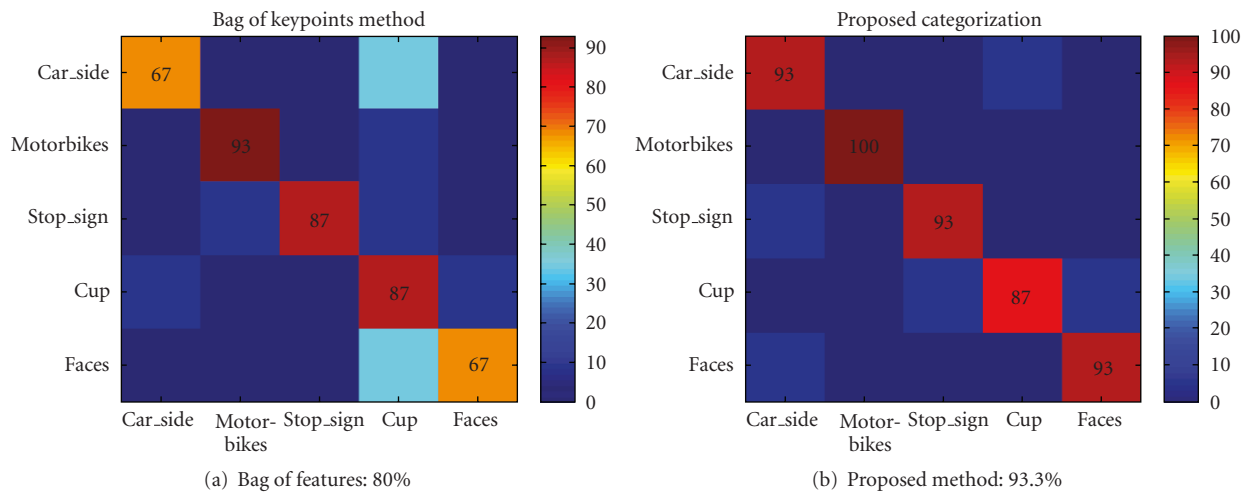 Bag of keypoints method
Car_side
Motorbikes
Stop_sign
Cup
Faces
67
93
87
87
67
Car_side
Motor-
bikes
Stop_sign
Cup
Faces
90
80
70
60
50
40
30
20
10
0
(a) Bag of features: 80%
Proposed categorization
Car_side
Motorbikes
Stop_sign
Cup
Faces
93
100
93
87
93
Car_side
Motor-
bikes
Stop_sign
Cup
Faces
100
90
80
70
60
50
40
30
20
10
0
(b) Proposed method: 93.3%